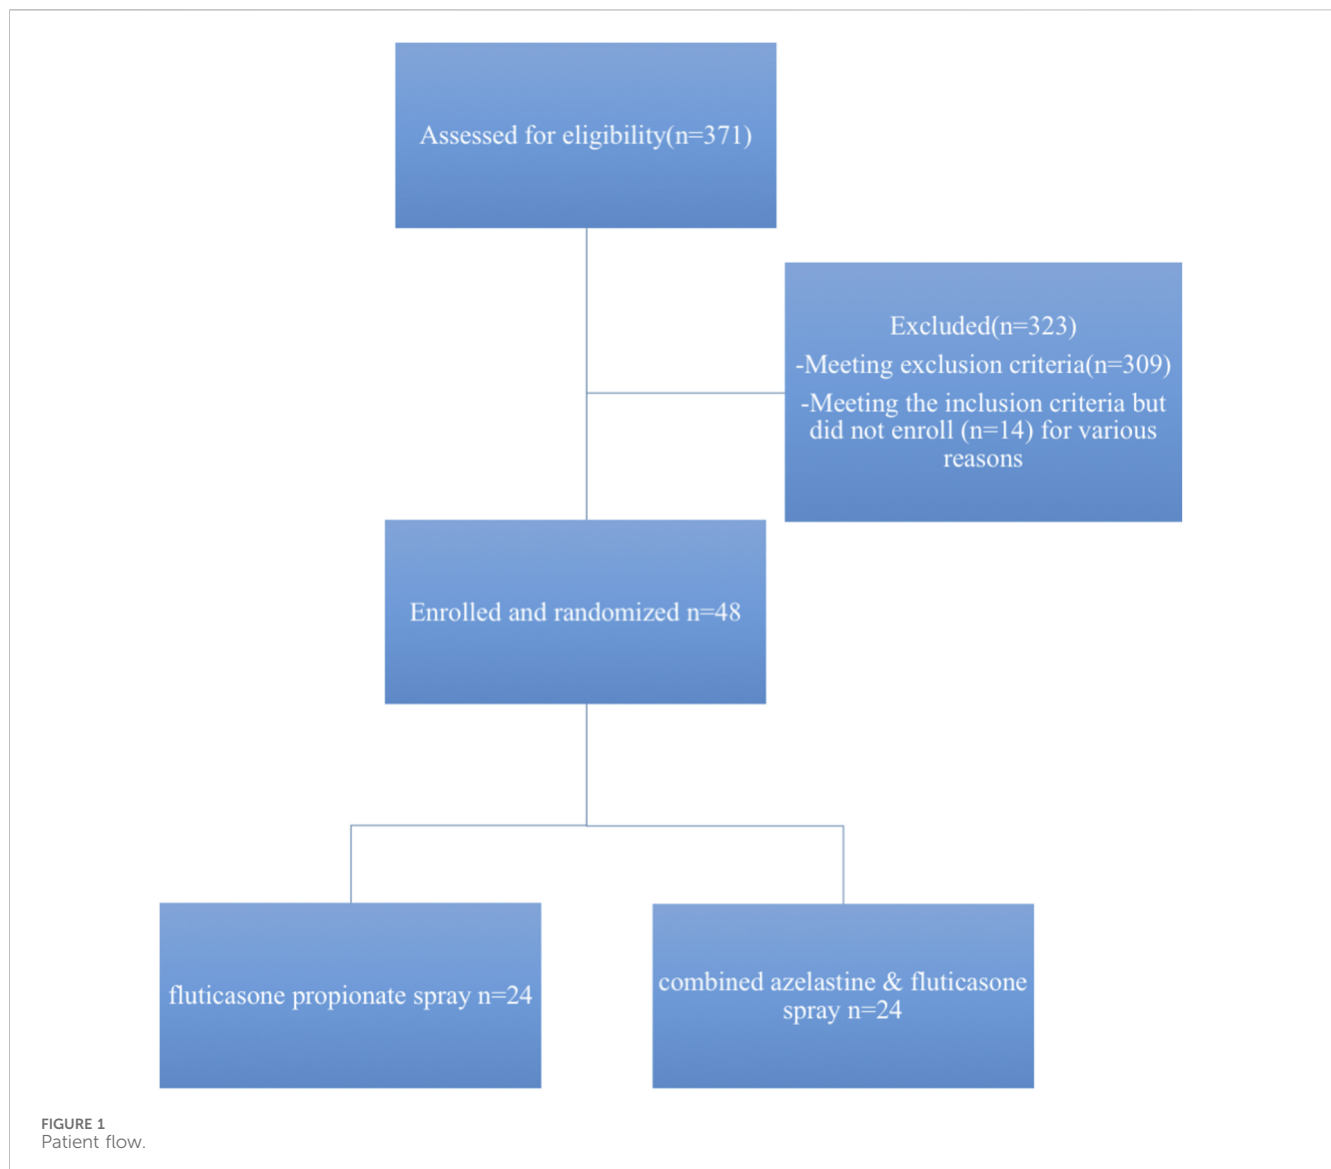 Assessed for eligibility(n=371)
Excluded(n=323)
-Meeting exclusion criteria(n=309)
-Meeting the inclusion criteria but
did not enroll (n=14) for various
reasons
Enrolled and randomized n=48
fluticasone propionate spray n=24
combined azelastine & fluticasone
spray n=24
FIGURE 1
Patient flow.